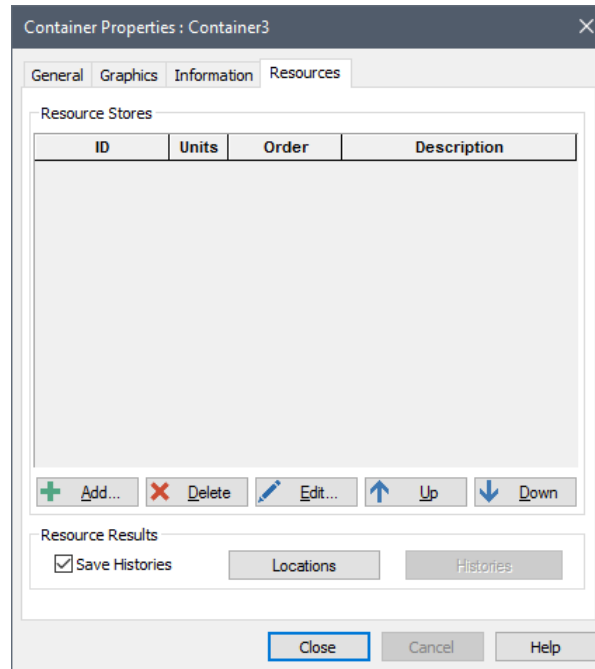 Container Properties : Container3
General Graphics Information Resources
Resource Stores
ID Units Order Description
Add... Delete Edit... Up Down
Resource Results
Save Histories Locations Histories
Close Cancel Help